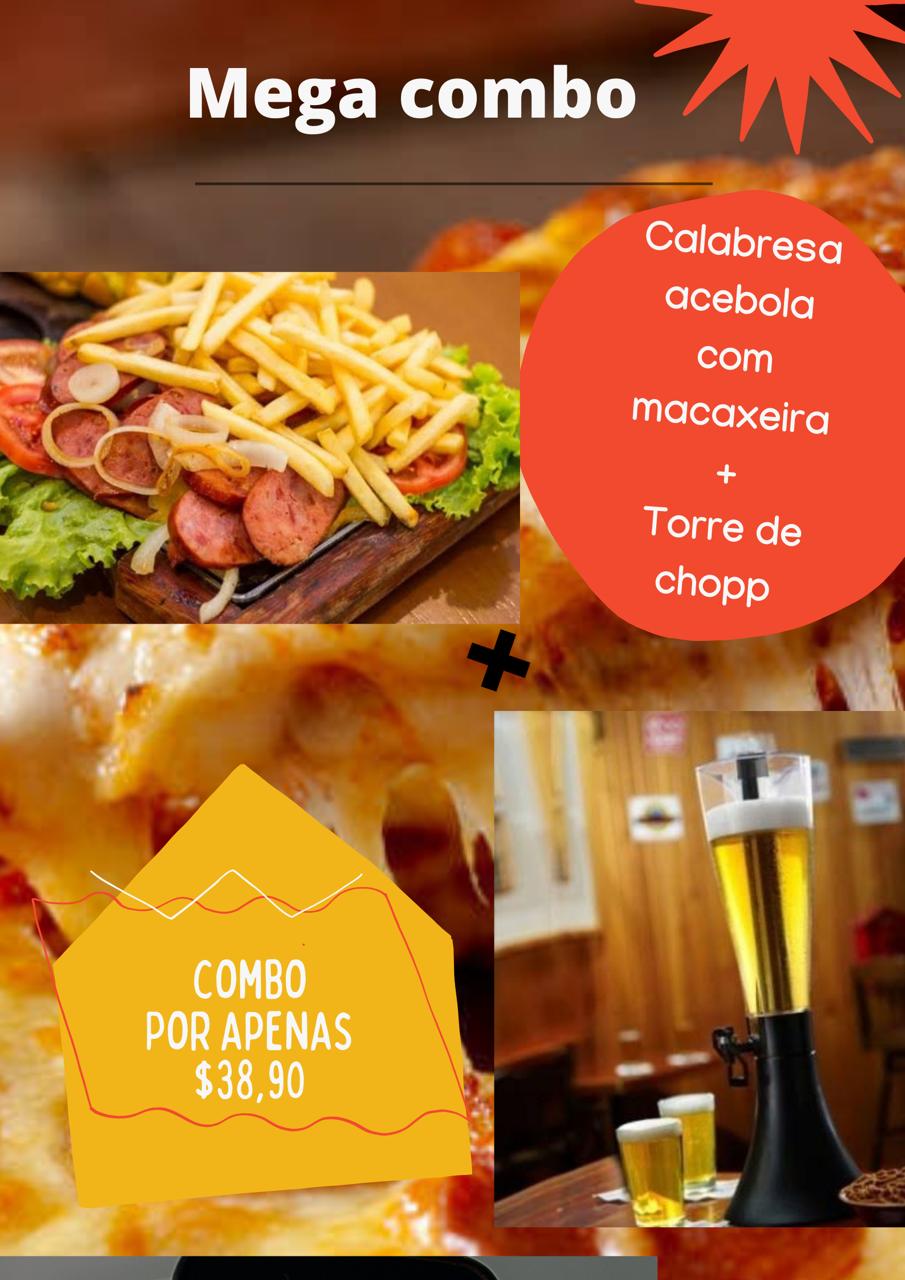 Mega combo
Calabresa
acebola
com
macaxeira
+
Torre de
chopp
COMBO
POR APENAS
$38,90